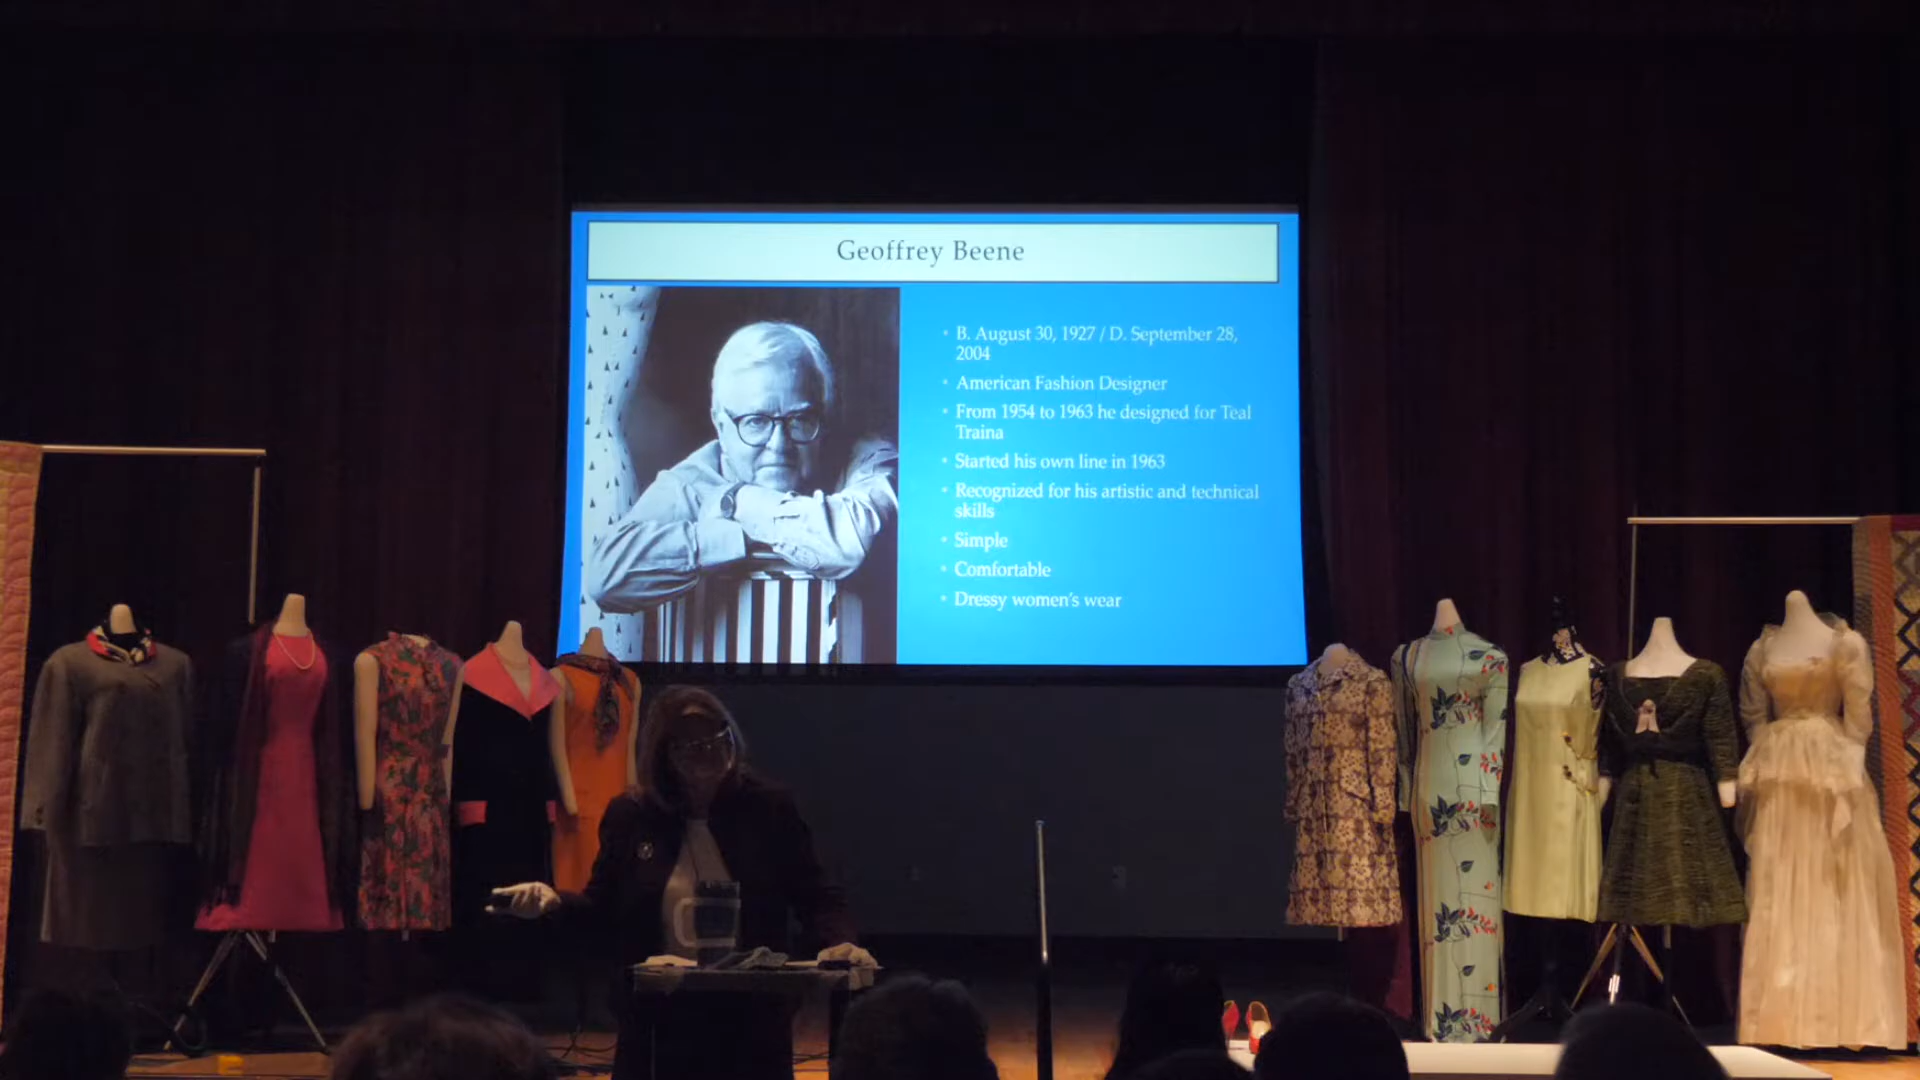 Geoffrey Beene
• B. August 30, 1927 / D. September 28,
2004
• American Fashion Designer
• From 1954 to 1963 he designed for Teal
Traina
• Started his own line in 1963
• Recognized for his artistic and technical
skills
• Simple
• Comfortable
• Dressy women's wear